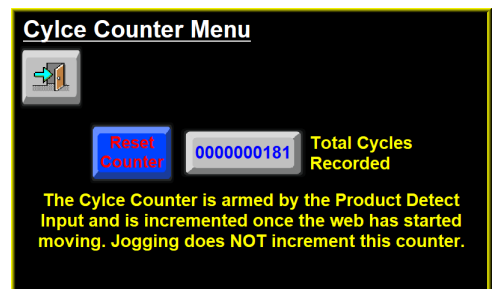 Cylce Counter Menu
Reset
Counter
0000000181
Total Cycles
Recorded
The Cylce Counter is armed by the Product Detect
Input and is incremented once the web has started
moving. Jogging does NOT increment this counter.